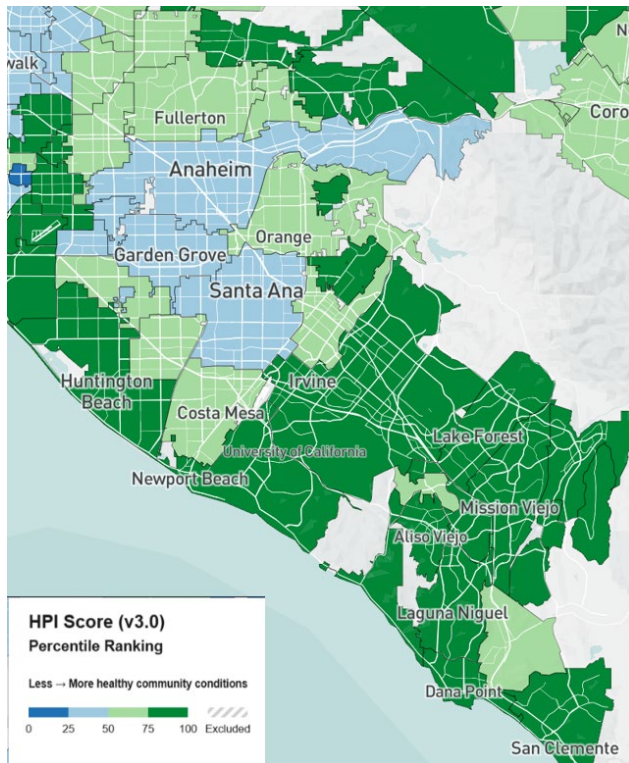 No
walk
Coro
Fullerton
Anaheim
Orange
Garden Grove
Santa Ana
Irvine
Huntington
Beach
Costa Mesa
Lake Forest
University of California
Newport Beach
Mission Viejo
Aliso Viejo
Laguna Niguel
Dana Point
San Clemente
HPI Score (v3.0)
Percentile Ranking
Less → More healthy community conditions
0 25 50 75 100 Excluded